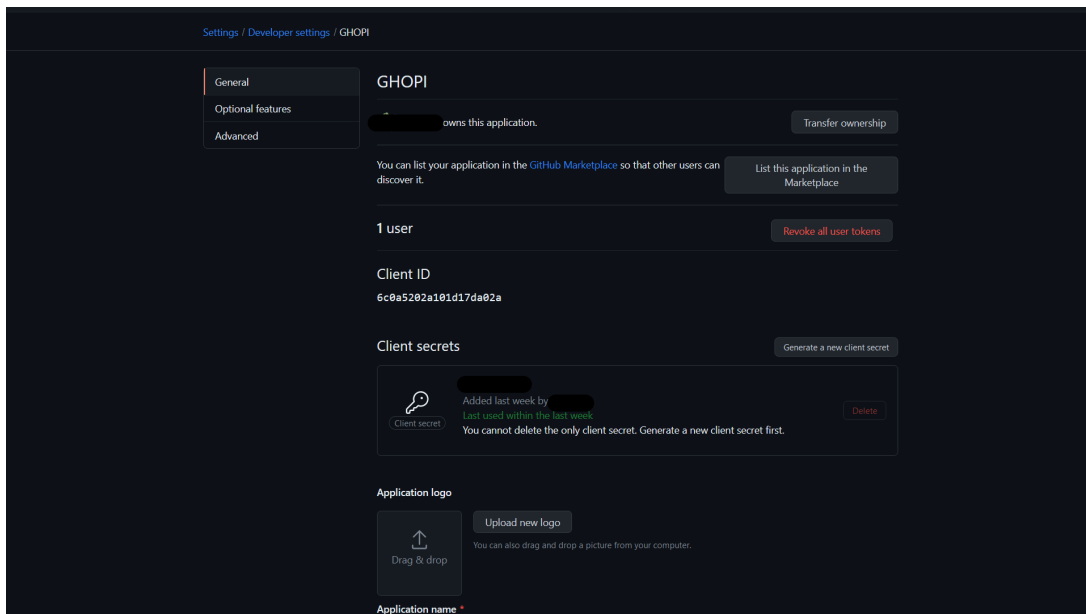 Settings / Developer settings / GHOPI
General
Optional features
Advanced
GHOPI
owns this application.
Transfer ownership
You can list your application in the GitHub Marketplace so that other users can
discover it.
List this application in the
Marketplace
1 user
Revoke all user tokens
Client ID
6c0a5202a101d17da02a
Client secrets
Generate a new client secret
Client secret
Added last week by
Last used within the last week
You cannot delete the only client secret. Generate a new client secret first.
Delete
Application logo
Drag & drop
Upload new logo
You can also drag and drop a picture from your computer.
Application name *